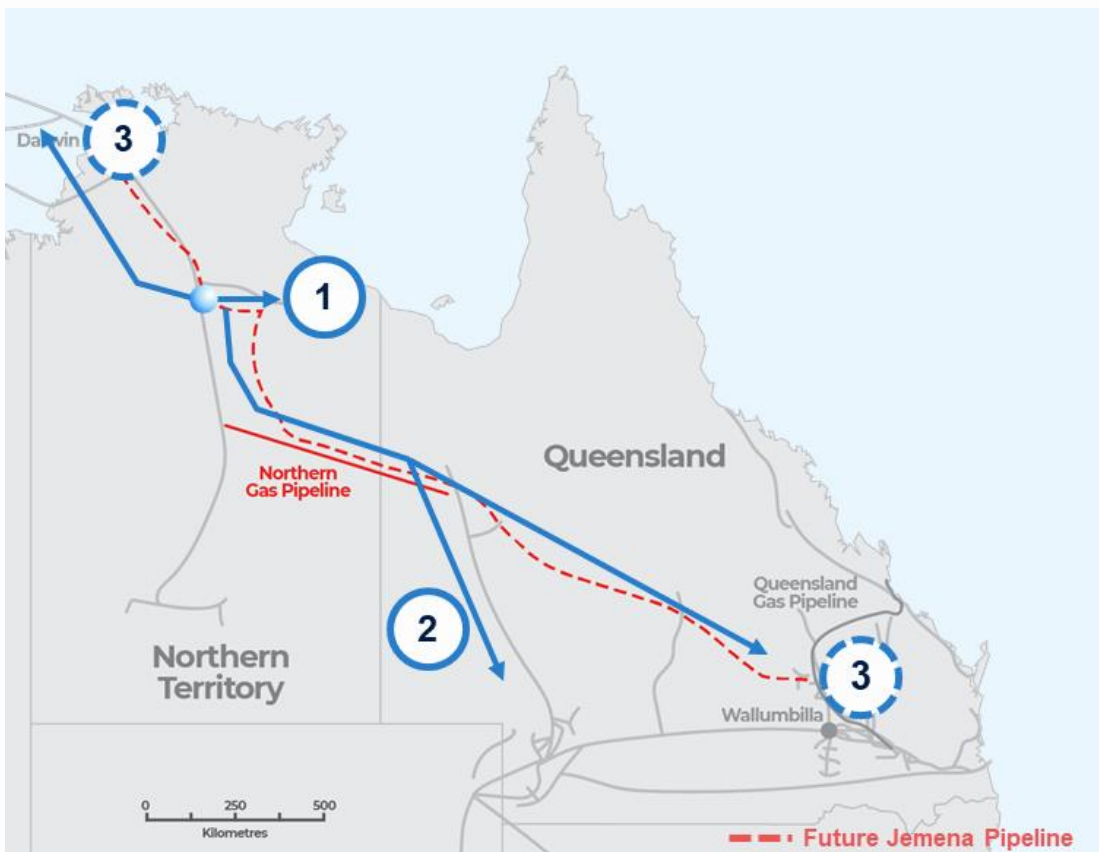 Darwin
3
1
Queensland
Northern
Gas Pipeline
Queensland
Gas Pipeline
2
Northern
Territory
3
Wallumbilla
0 250 500
Kilometres
Future Jemena Pipeline